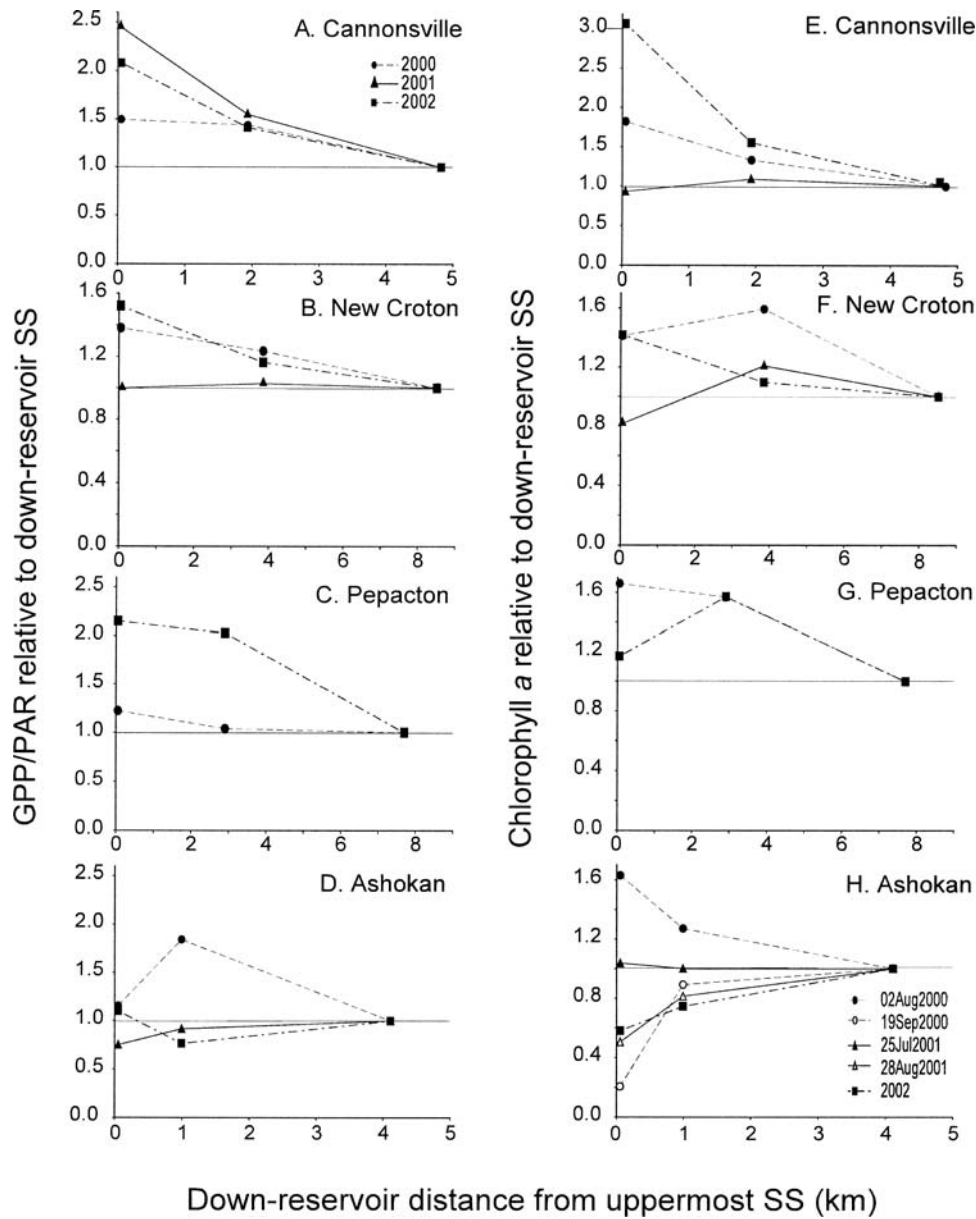 GPP/PAR relative to down-reservoir SS
A. Cannonsville
2000
2001
2002
2.5
2.0
1.5
1.0
0.5
0.0
0 1 2 3 4 5
B. New Croton
1.6
1.2
0.8
0.4
0.0
0 2 4 6 8
C. Pepacton
2.5
2.0
1.5
1.0
0.5
0.0
0 2 4 6 8
D. Ashokan
2.5
2.0
1.5
1.0
0.5
0.0
0 1 2 3 4 5
Chlorophyll a relative to down-reservoir SS
E. Cannonsville
3.0
2.0
1.5
1.0
0.5
0.0
0 1 2 3 4 5
F. New Croton
1.6
1.2
0.8
0.4
0.0
0 2 4 6 8
G. Pepacton
1.6
1.2
0.8
0.4
0.0
0 2 4 6 8
H. Ashokan
1.6
1.2
0.8
0.4
0.0
02Aug2000
19Sep2000
25Jul2001
28Aug2001
2002
0 1 2 3 4 5
Down-reservoir distance from uppermost SS (km)